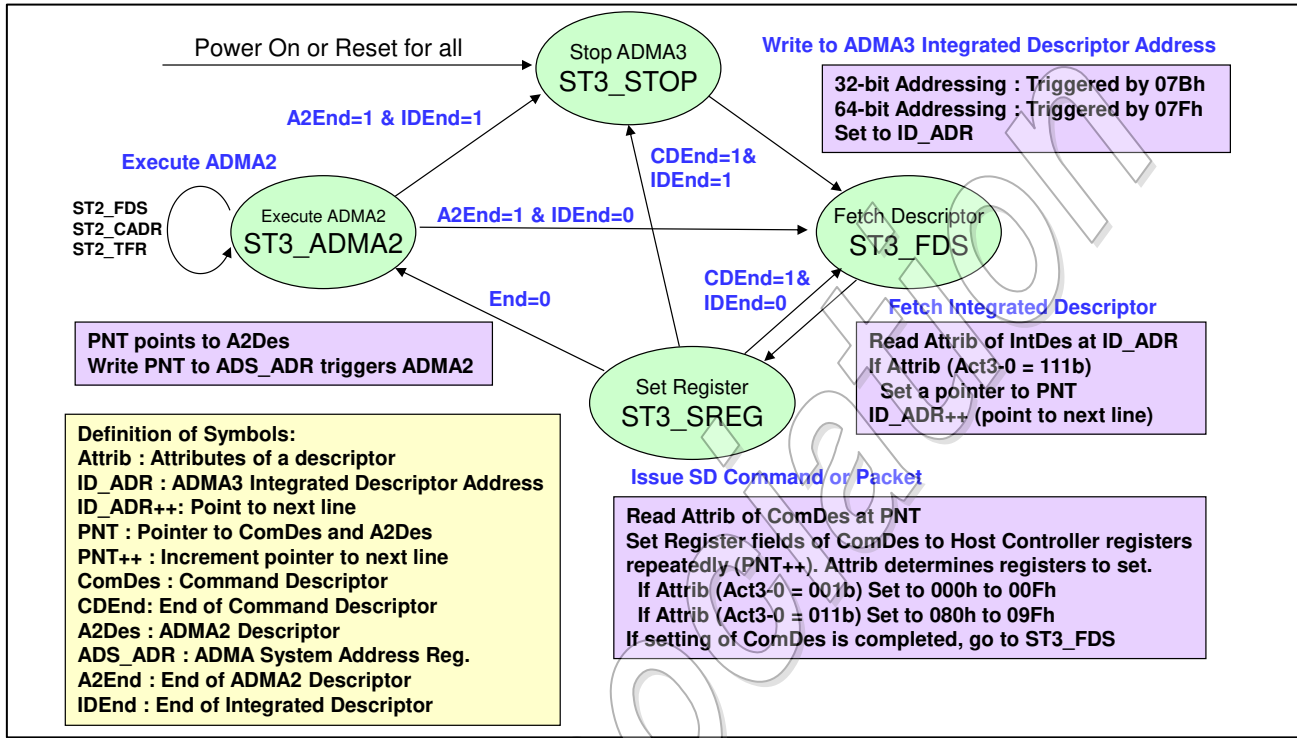 Power On or Reset for all
Stop ADMA3
ST3_STOP
Write to ADMA3 Integrated Descriptor Address
32-bit Addressing : Triggered by 07Bh
64-bit Addressing : Triggered by 07Fh
Set to ID_ADR
A2End=1 & IDEnd=1
CDEnd=1&
IDEnd=1
Execute ADMA2
ST2_FDS
ST2_CADR
ST2_TFR
Execute ADMA2
ST3_ADMA2
A2End=1 & IDEnd=0
Fetch Descriptor
ST3_FDS
CDEnd=1&
IDEnd=0
End=0
Fetch Integrated Descriptor
Read Attrib of IntDes at ID_ADR
If Attrib (Act3-0 = 111b)
Set a pointer to PNT
ID_ADR++ (point to next line)
PNT points to A2Des
Write PNT to ADS_ADR triggers ADMA2
Set Register
ST3_SREG
Issue SD Command or Packet
Read Attrib of ComDes at PNT
Set Register fields of ComDes to Host Controller registers
repeatedly (PNT++). Attrib determines registers to set.
If Attrib (Act3-0 = 001b) Set to 000h to 00Fh
If Attrib (Act3-0 = 011b) Set to 080h to 09Fh
If setting of ComDes is completed, go to ST3_FDS
Definition of Symbols:
Attrib : Attributes of a descriptor
ID_ADR : ADMA3 Integrated Descriptor Address
ID_ADR++: Point to next line
PNT : Pointer to ComDes and A2Des
PNT++ : Increment pointer to next line
ComDes : Command Descriptor
CDEnd: End of Command Descriptor
A2Des : ADMA2 Descriptor
ADS_ADR : ADMA System Address Reg.
A2End : End of ADMA2 Descriptor
IDEnd : End of Integrated Descriptor